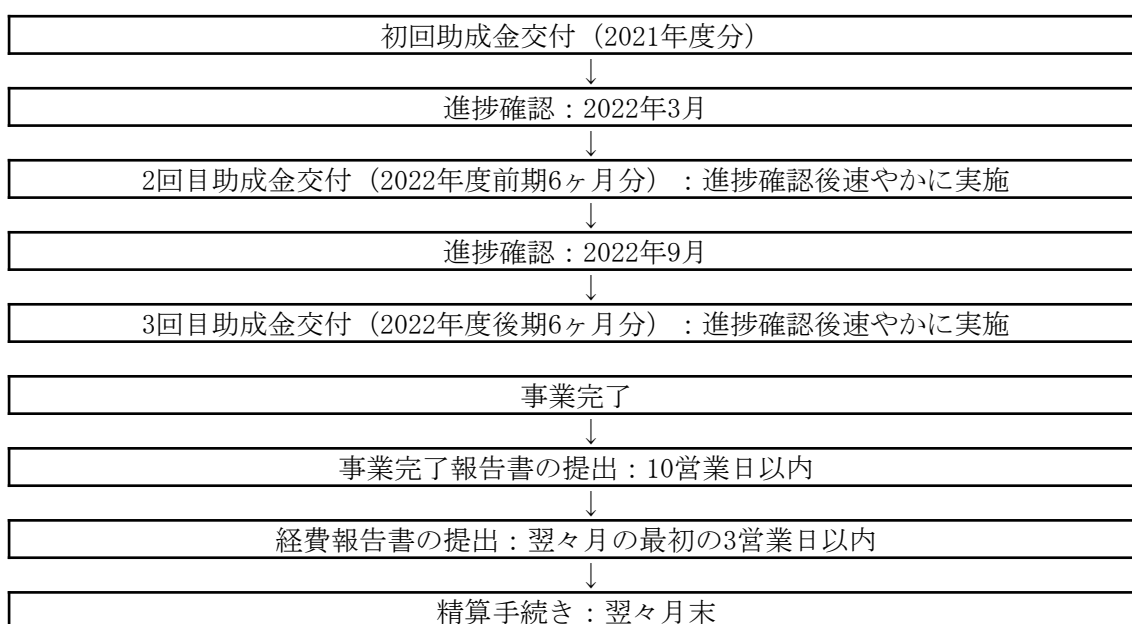 初回助成金交付（2021年度分）
↓
進捗確認：2022年3月
↓
2回目助成金交付（2022年度前期6ヶ月分）：進捗確認後速やかに実施
↓
進捗確認：2022年9月
↓
3回目助成金交付（2022年度後期6ヶ月分）：進捗確認後速やかに実施
事業完了
↓
事業完了報告書の提出：10営業日以内
↓
経費報告書の提出：翌々月の最初の3営業日以内
↓
精算手続き：翌々月末